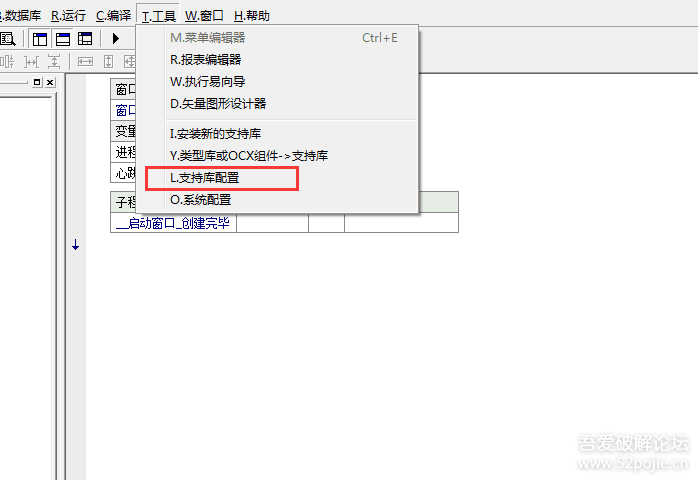 .数据库 R.运行 C.编译 T.工具 W.窗口 H.帮助
M.菜单编辑器 Ctrl+E
R.报表编辑器
W.执行易向导
D.矢量图形设计器
I.安装新的支持库
Y.类型库或OCX组件->支持库
L.支持库配置
O.系统配置
窗口
窗口
变量
进程
心跳
子程
__启动窗口_创建完毕
吾爱破解论坛
www.52pojie.cn